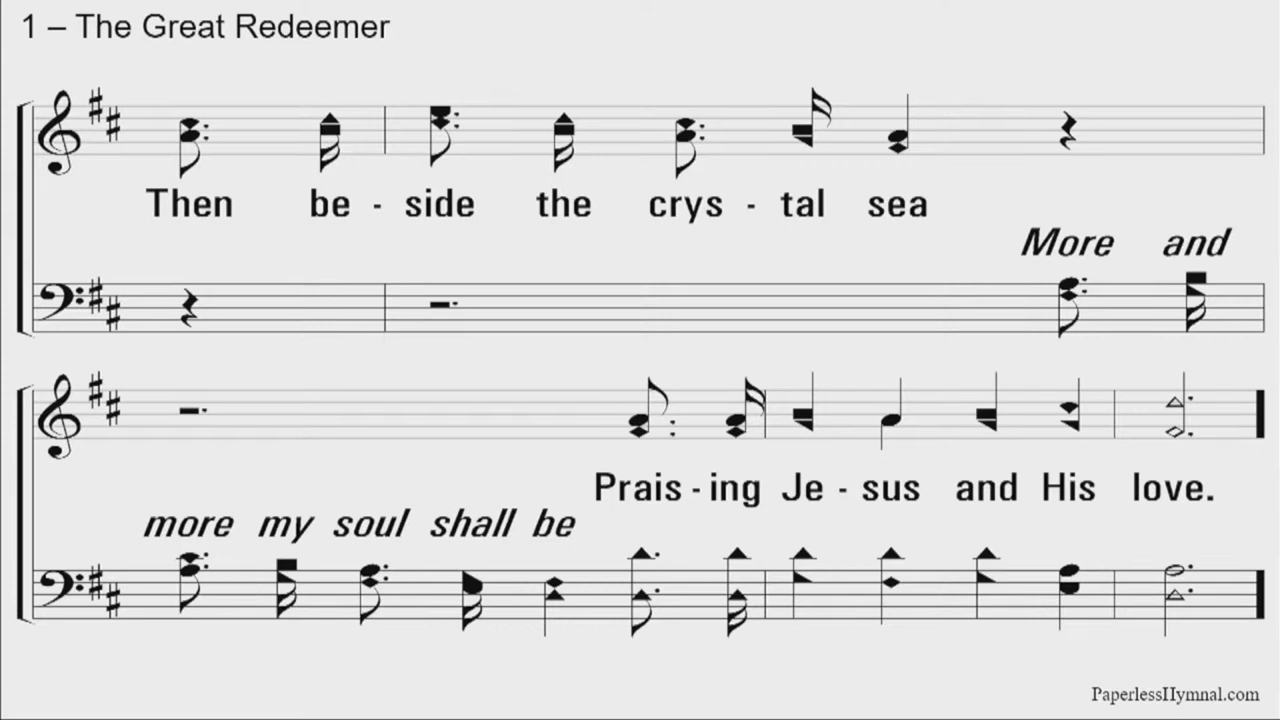 1 – The Great Redeemer
Then be - side the crys - tal sea
More and
Prais - ing Je - sus and His love.
more my soul shall be
PaperlessHymnal.com